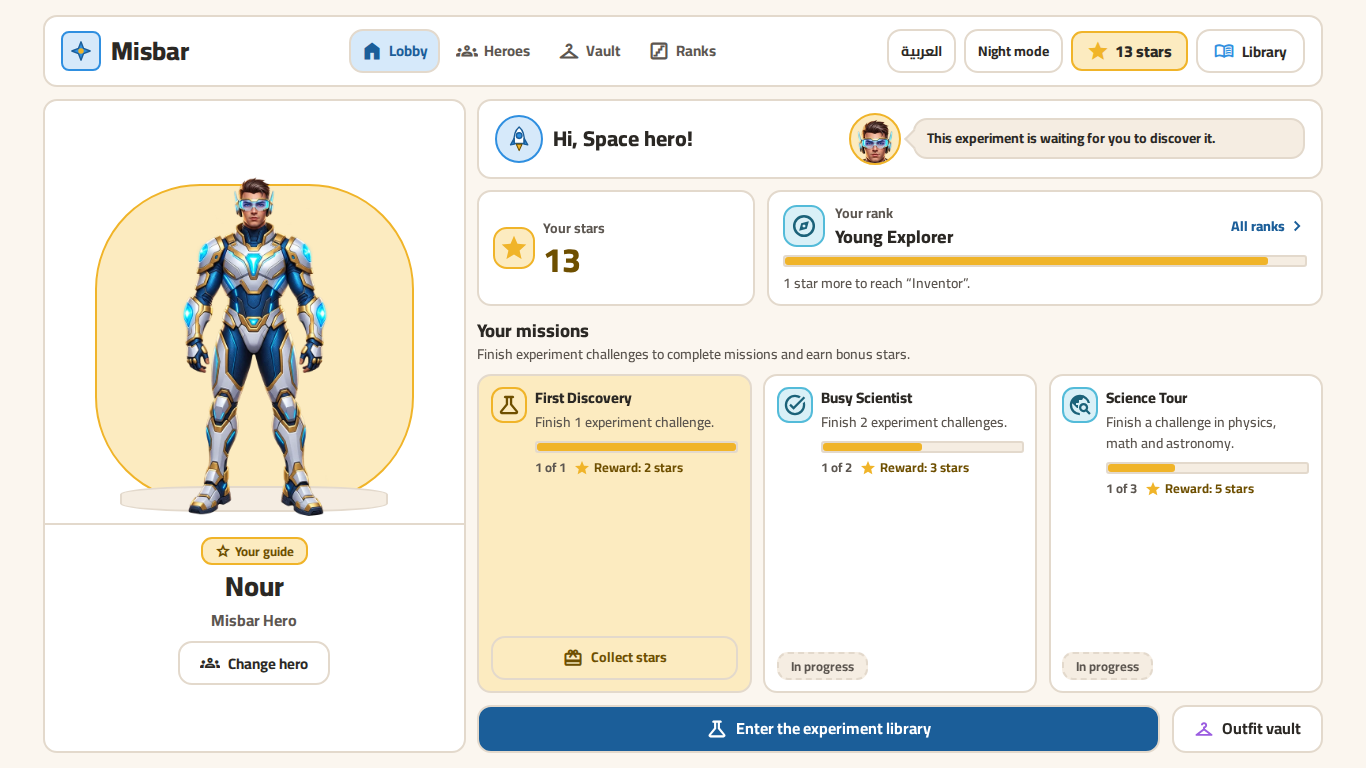 Misbar
Lobby
Heroes
Vault
Ranks
العربية
Night mode
13 stars
Library
Hi, Space hero!
This experiment is waiting for you to discover it.
Your stars
13
Your rank
Young Explorer
All ranks
1 star more to reach “Inventor”.
Your missions
Finish experiment challenges to complete missions and earn bonus stars.
First Discovery
Finish 1 experiment challenge.
1 of 1 Reward: 2 stars
Collect stars
Busy Scientist
Finish 2 experiment challenges.
1 of 2 Reward: 3 stars
In progress
Science Tour
Finish a challenge in physics,
math and astronomy.
1 of 3 Reward: 5 stars
In progress
Your guide
Nour
Misbar Hero
Change hero
Enter the experiment library
Outfit vault